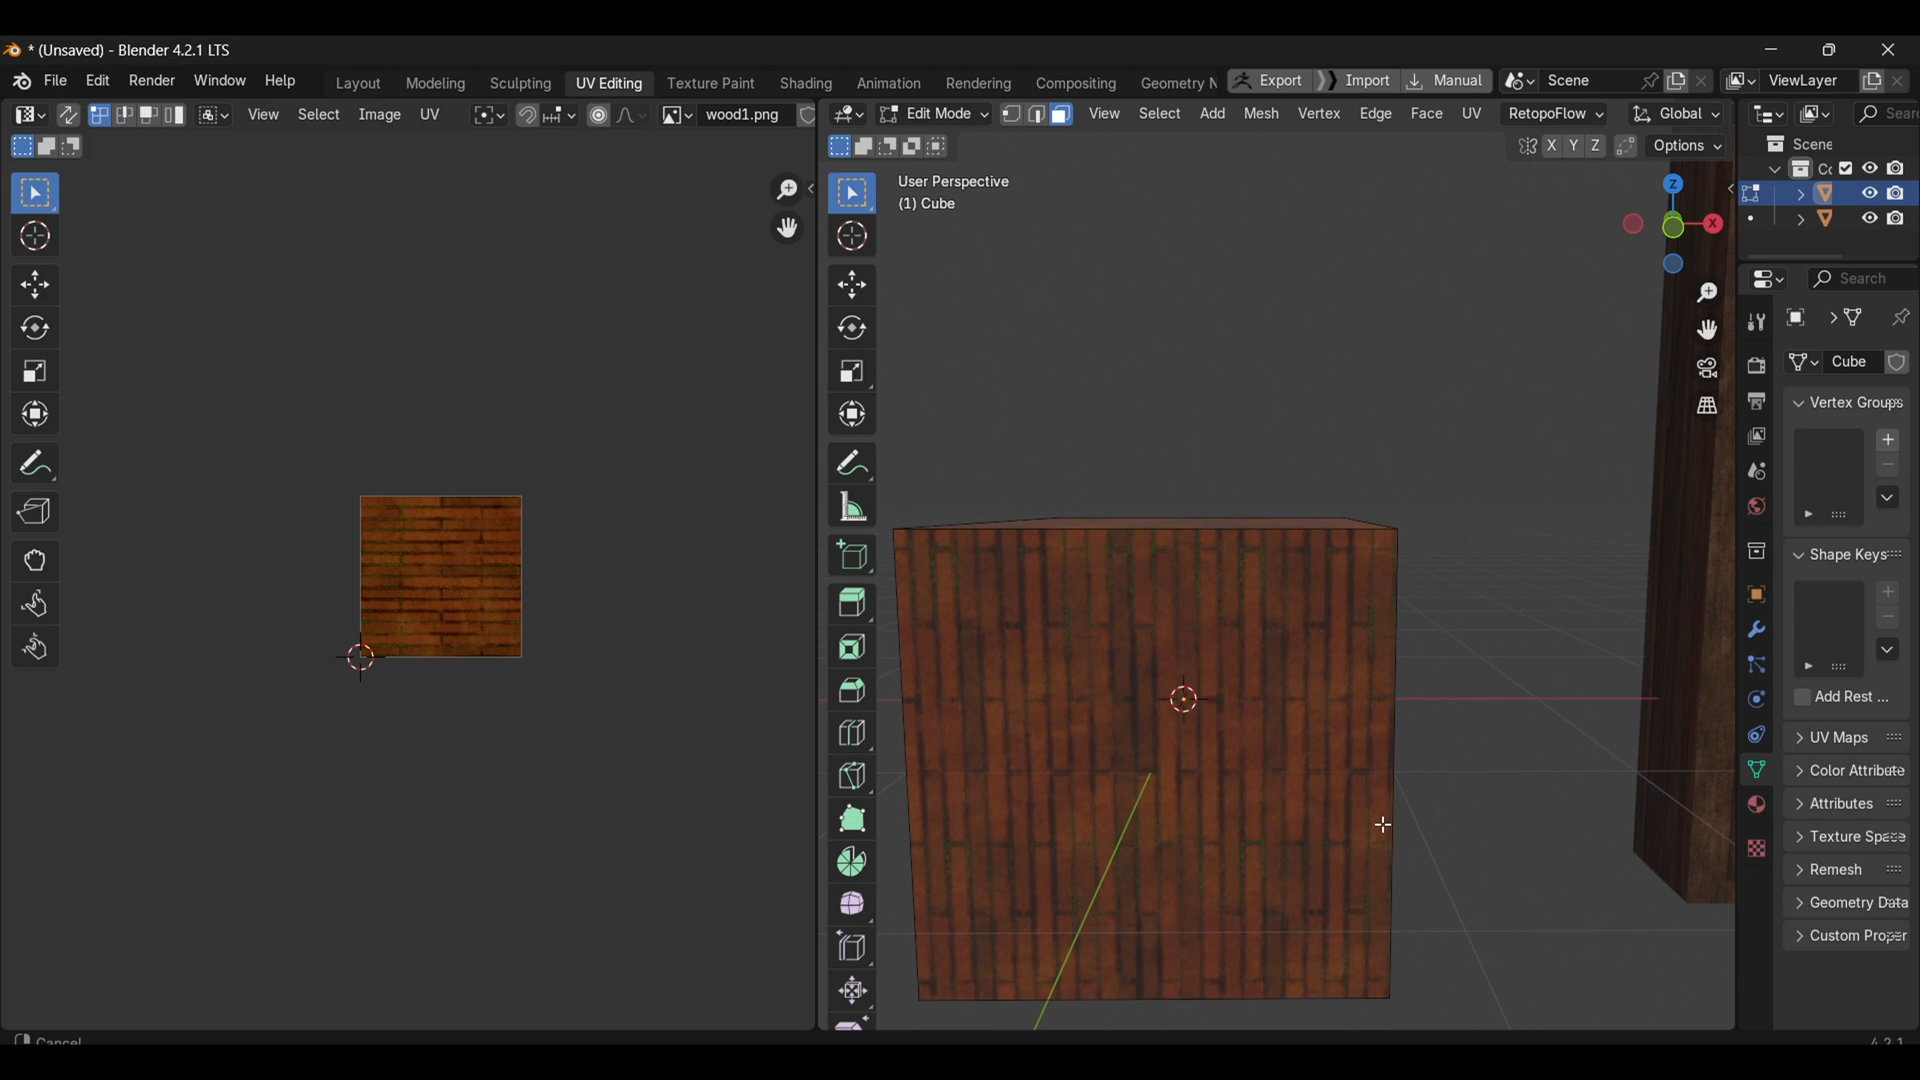 * (Unsaved) - Blender 4.2.1 LTS
File Edit Render Window Help Layout Modeling Sculpting UV Editing Texture Paint Shading Animation Rendering Compositing Geometry N Export Import Manual Scene ViewLayer
View Select Image UV wood1.png Edit Mode View Select Add Mesh Vertex Edge Face UV RetopoFlow Global
X Y Z Options
User Perspective
(1) Cube
Z
X
Scene
Search
Cube
Vertex Groups
Shape Keys
Add Rest ...
UV Maps
Color Attribute
Attributes
Texture Space
Remesh
Geometry Data
Custom Proper
Cancel
4.2.1